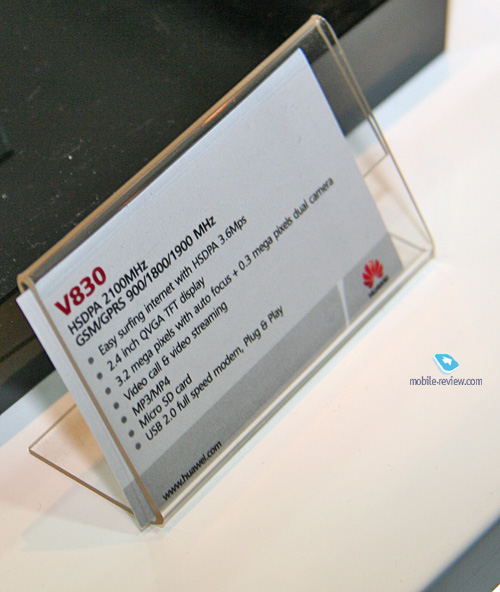 V830
HSDPA 2100MHz
GSM/GPRS 900/1800/1900 MHz
Easy surfing internet with HSDPA 3.6Mps
2.4 inch QVGA TFT display
3.2 mega pixels with auto focus + 0.3 mega pixels dual camera
Video call & video streaming
MP3/MP4
Micro SD card
USB 2.0 full speed modem, Plug & Play
www.huawei.com
HUAWEI
mobile-review.com